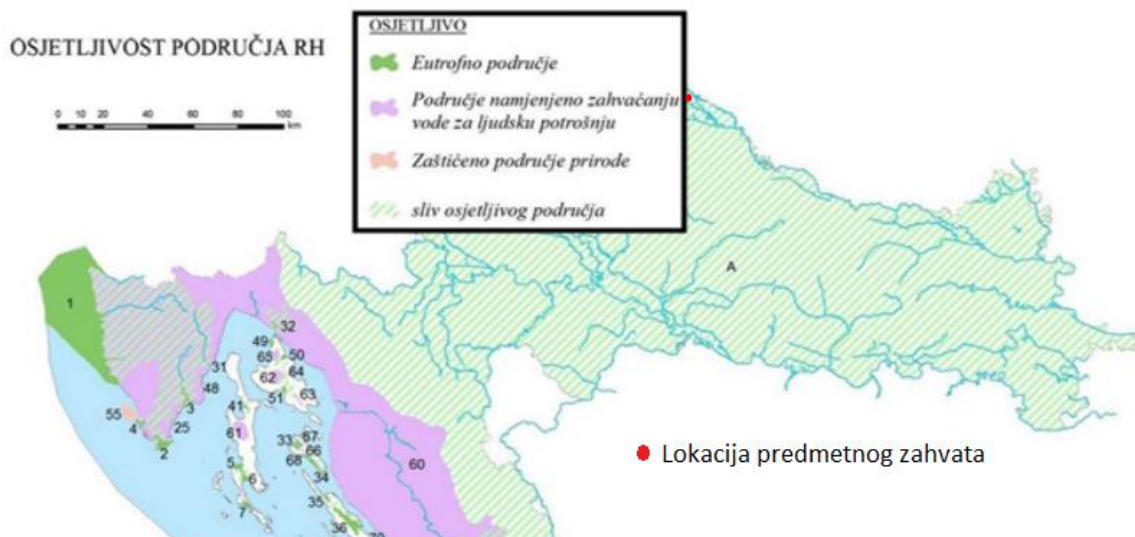 OSJETLJIVOST PODRUČJA RH
0 10 20 40 60 80 100
km
OSJETLJIVO
Eutrofno područje
Područje namjenjeno zahvaćanju
vode za ljudsku potrošnju
Zaštićeno područje prirode
sliv osjetljivog područja
A
1
32
49
50
65
31
64
62
48
51
63
55
3
41
4
25
61
67
33
60
2
66
5
68
Lokacija predmetnog zahvata
6
34
35
7
36